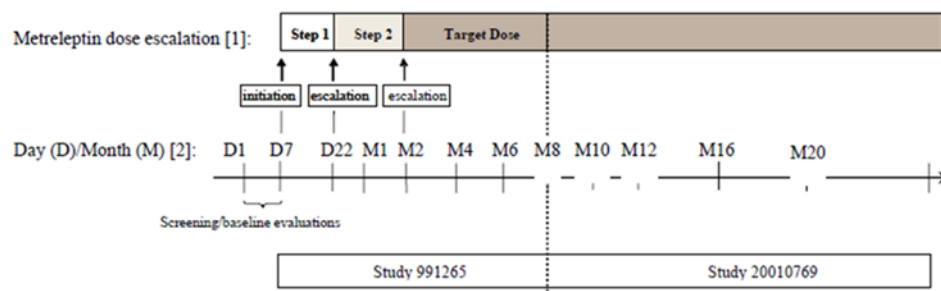 Metreleptin dose escalation [1]: Step 1 Step 2 Target Dose
initiation escalation escalation
Day (D)/Month (M) [2]: D1 D7 D22 M1 M2 M4 M6 M8 M10 M12 M16 M20
Screening/baseline evaluations
Study 991265 Study 20010769